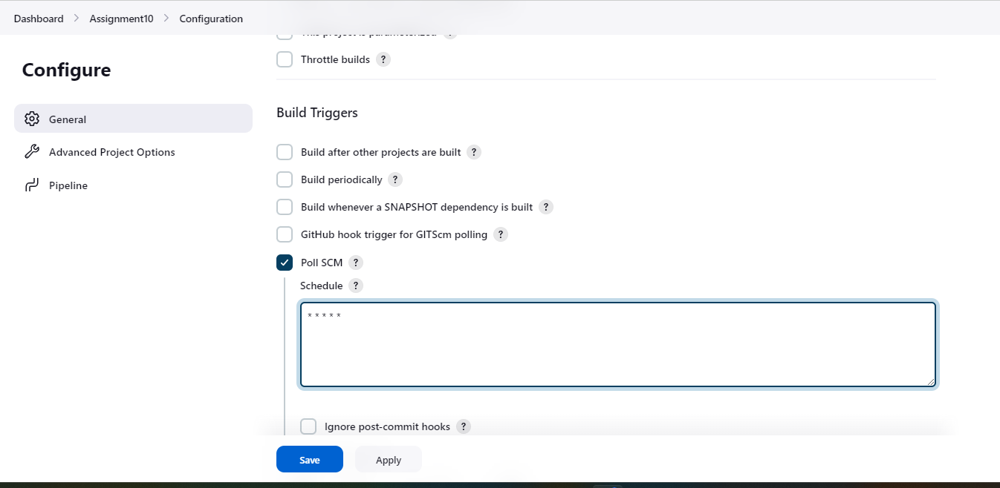 Dashboard > Assignment10 > Configuration
This project is parameterized ?
Configure
Throttle builds ?
Build Triggers
General
Advanced Project Options
Pipeline
Build after other projects are built ?
Build periodically ?
Build whenever a SNAPSHOT dependency is built ?
GitHub hook trigger for GITScm polling ?
Poll SCM ?
Schedule ?
* * * * *
Ignore post-commit hooks ?
Save
Apply